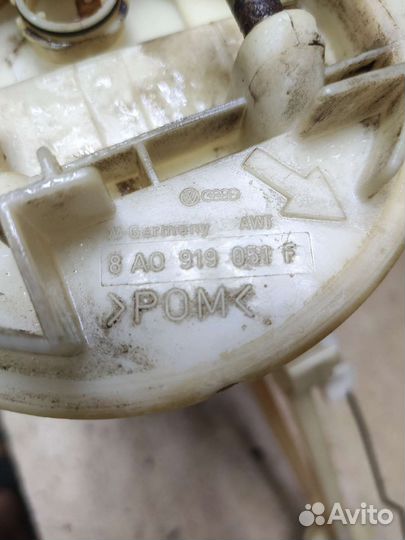 W-Germany AWI
8 A0 919 051 F
>POM<
Avito